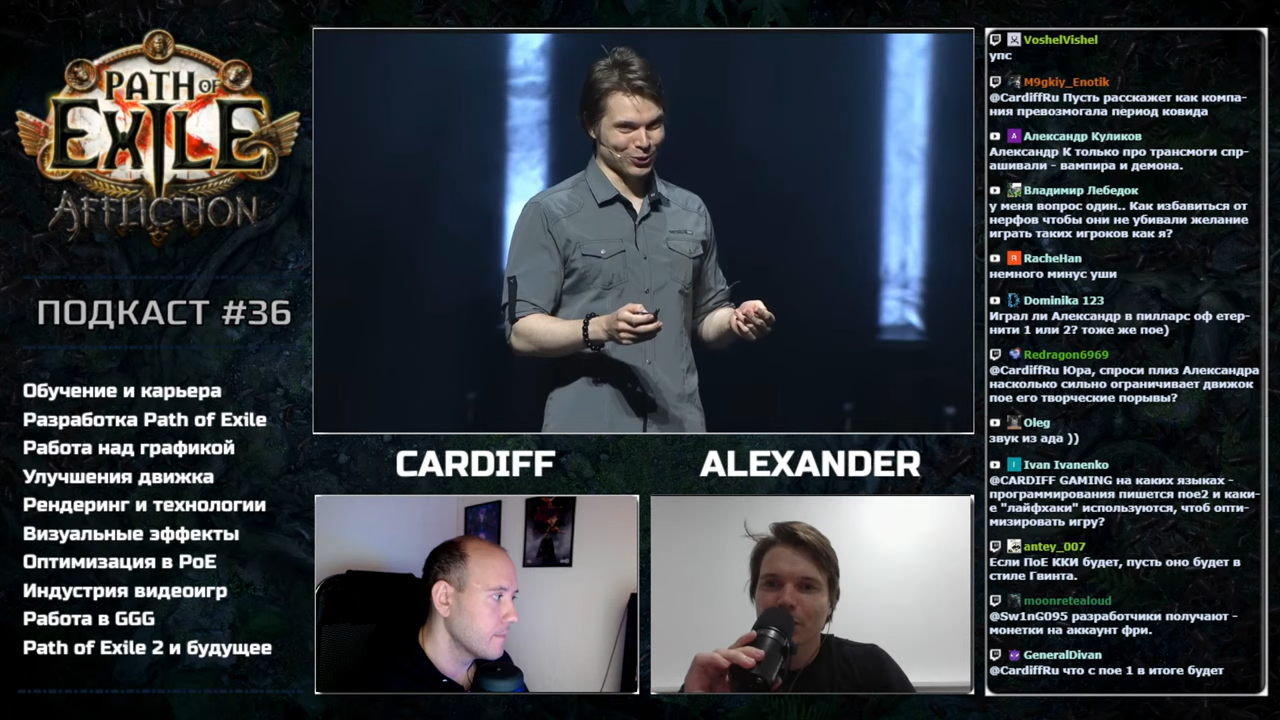 PATH OF
EXILE
AFFLICTION
ПОДКАСТ #36
Обучение и карьера
Разработка Path of Exile
Работа над графикой
Улучшения движка
Рендеринг и технологии
Визуальные эффекты
Оптимизация в PoE
Индустрия видеоигр
Работа в GGG
Path of Exile 2 и будущее
CARDIFF
ALEXANDER
VoshelVishel
упс
M9gkiy_Enotik
@CardiffRu Пусть расскажет как компа-
ния превозмогала период ковида
Александр Куликов
Александр К только про трансмоги спр-
ашивали - вампира и демона.
Владимир Лебедок
у меня вопрос один.. Как избавиться от
нерфов чтобы они не убивали желание
играть таких игроков как я?
RacheHan
немного минус уши
Dominika 123
Играл ли Александр в пилларс оф етер-
нити 1 или 2? тоже же пое)
Redragon6969
@CardiffRu Юра, спроси плиз Александра
насколько сильно ограничивает движок
пое его творческие порывы?
Oleg
звук из ада ))
Ivan Ivanenko
@CARDIFF GAMING на каких языках -
программирования пишется пое2 и каки-
е "лайфхаки" используются, чтоб опти-
мизировать игру?
antey_007
Если ПоЕ ККИ будет, пусть оно будет в
стиле Гвинта.
moonretealoud
@Sw1nG095 разработчики получают -
монетки на аккаунт фри.
GeneralDivan
@CardiffRu что с пое 1 в итоге будет